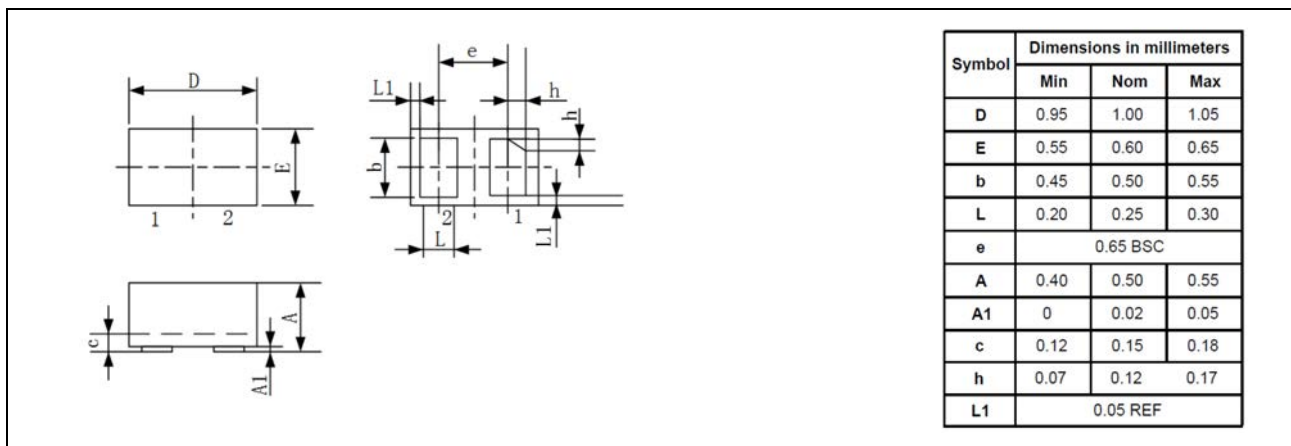 D
E
1 2
e
L1
h
h
b
2
1
L
L1
A
c
A1
Symbol Dimensions in millimeters
Min Nom Max
D 0.95 1.00 1.05
E 0.55 0.60 0.65
b 0.45 0.50 0.55
L 0.20 0.25 0.30
e 0.65 BSC
A 0.40 0.50 0.55
A1 0 0.02 0.05
c 0.12 0.15 0.18
h 0.07 0.12 0.17
L1 0.05 REF